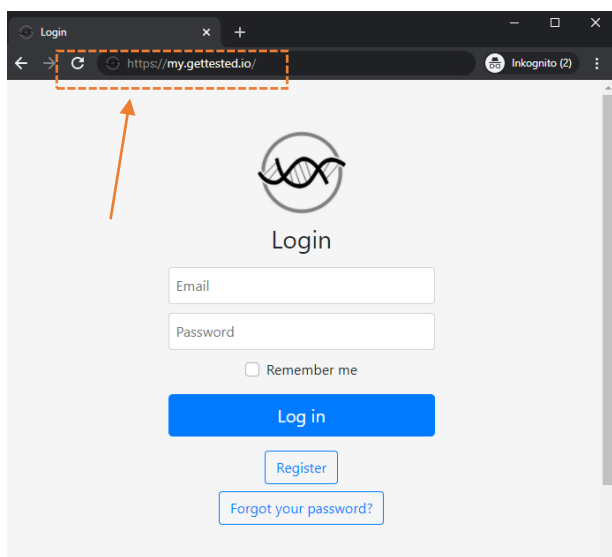 Login
https://my.gettested.io/
Inkognito (2)
Login
Email
Password
Remember me
Log in
Register
Forgot your password?